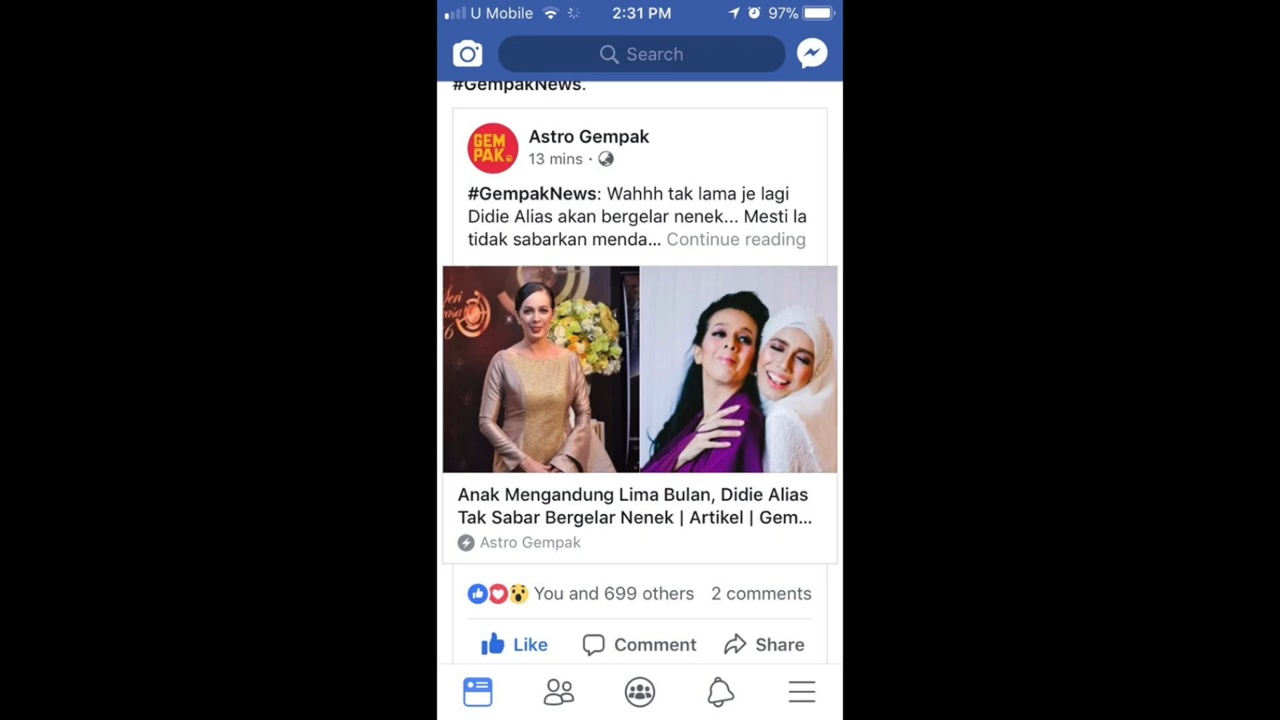 U Mobile 2:31 PM 97%
Search
#GempakNews.
GEM
PAK
Astro Gempak
13 mins ·
#GempakNews: Wahhh tak lama je lagi
Didie Alias akan bergelar nenek... Mesti la
tidak sabarkan menda... Continue reading
6
Anak Mengandung Lima Bulan, Didie Alias
Tak Sabar Bergelar Nenek | Artikel | Gem...
Astro Gempak
You and 699 others 2 comments
Like Comment Share